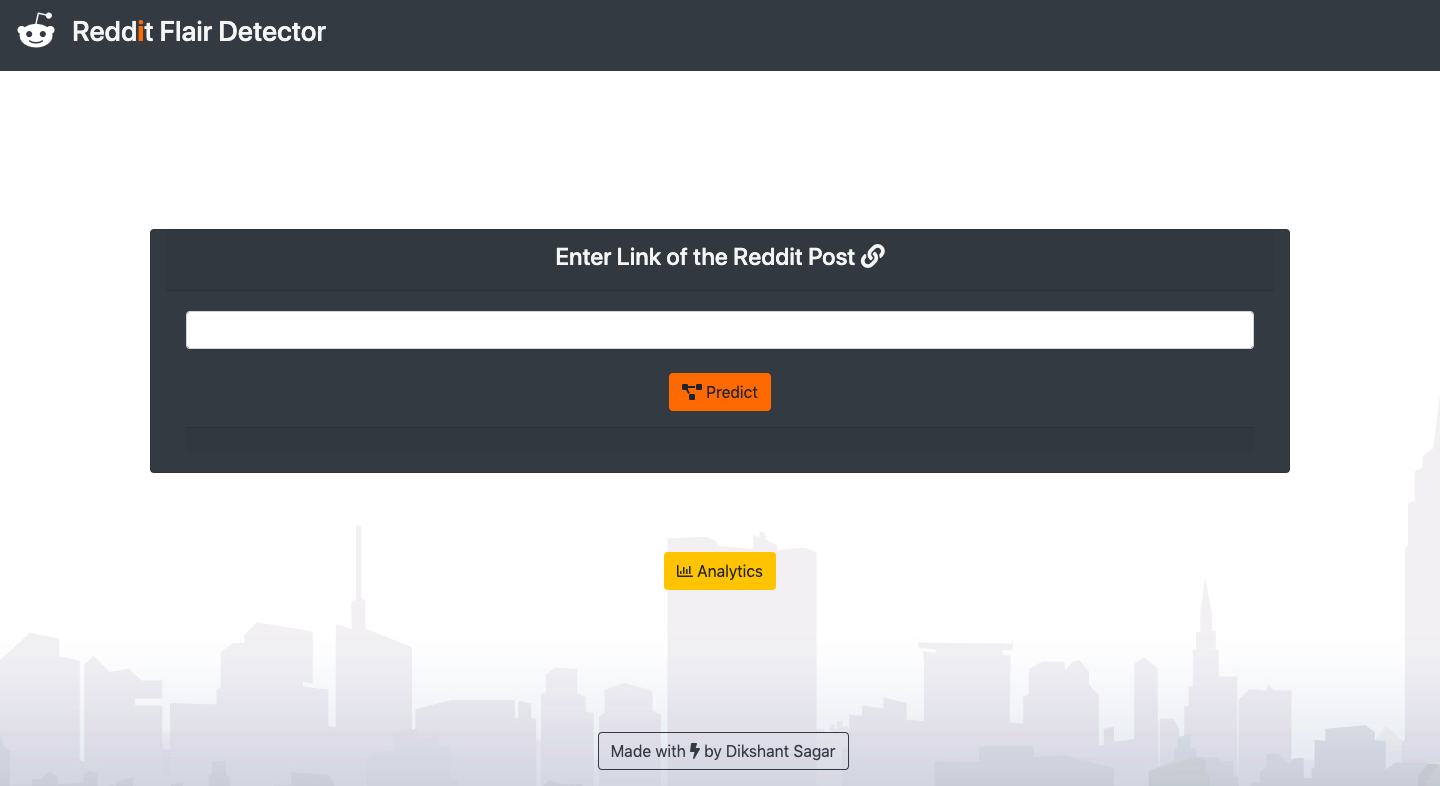 Reddit Flair Detector
Enter Link of the Reddit Post
Predict
Analytics
Made with by Dikshant Sagar